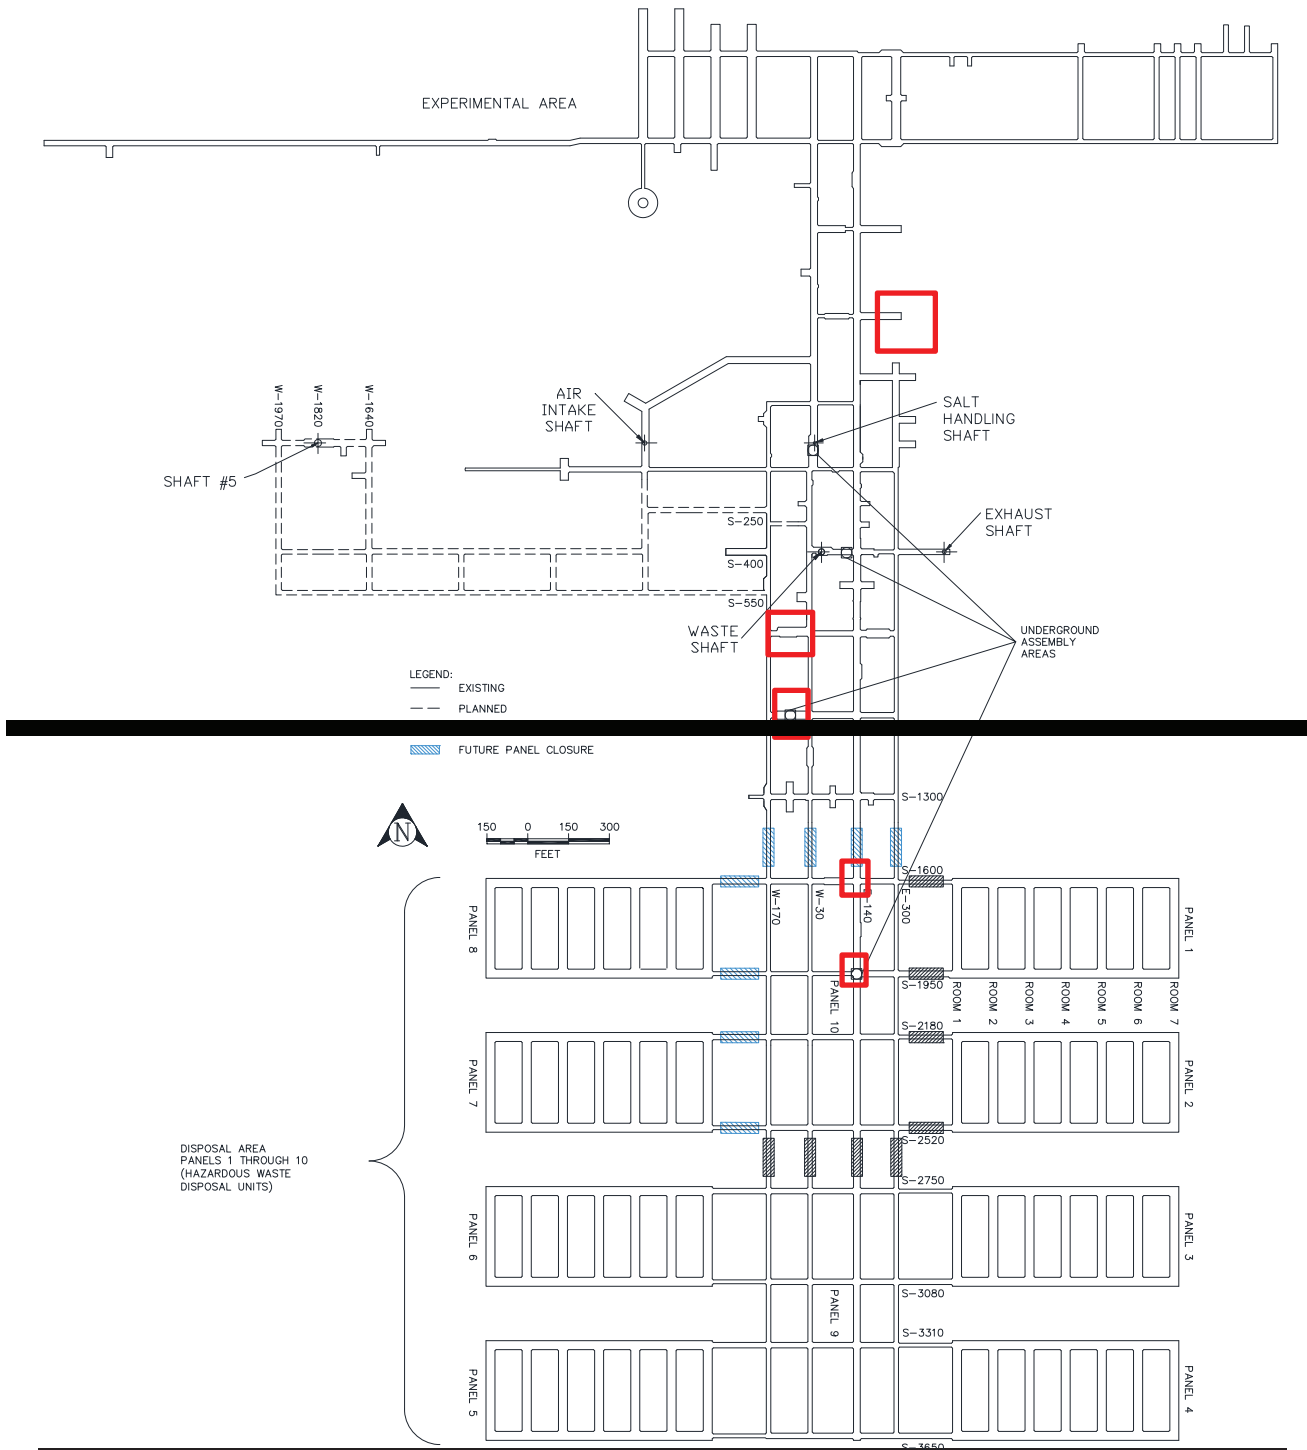 EXPERIMENTAL AREA
W-1970
W-1820
W-1640
AIR
INTAKE
SHAFT
SALT
HANDLING
SHAFT
SHAFT #5
EXHAUST
SHAFT
S-250
S-400
S-550
WASTE
SHAFT
UNDERGROUND
ASSEMBLY
AREAS
LEGEND:
EXISTING
PLANNED
FUTURE PANEL CLOSURE
N
150 0 150 300
FEET
S-1300
S-1600
W-170
W-30
E-140
E-300
PANEL 8
PANEL 1
S-1950
PANEL 10
ROOM 1
ROOM 2
ROOM 3
ROOM 4
ROOM 5
ROOM 6
ROOM 7
S-2180
PANEL 7
PANEL 2
S-2520
DISPOSAL AREA
PANELS 1 THROUGH 10
(HAZARDOUS WASTE
DISPOSAL UNITS)
S-2750
PANEL 6
PANEL 3
S-3080
PANEL 9
S-3310
PANEL 5
PANEL 4
S-3650